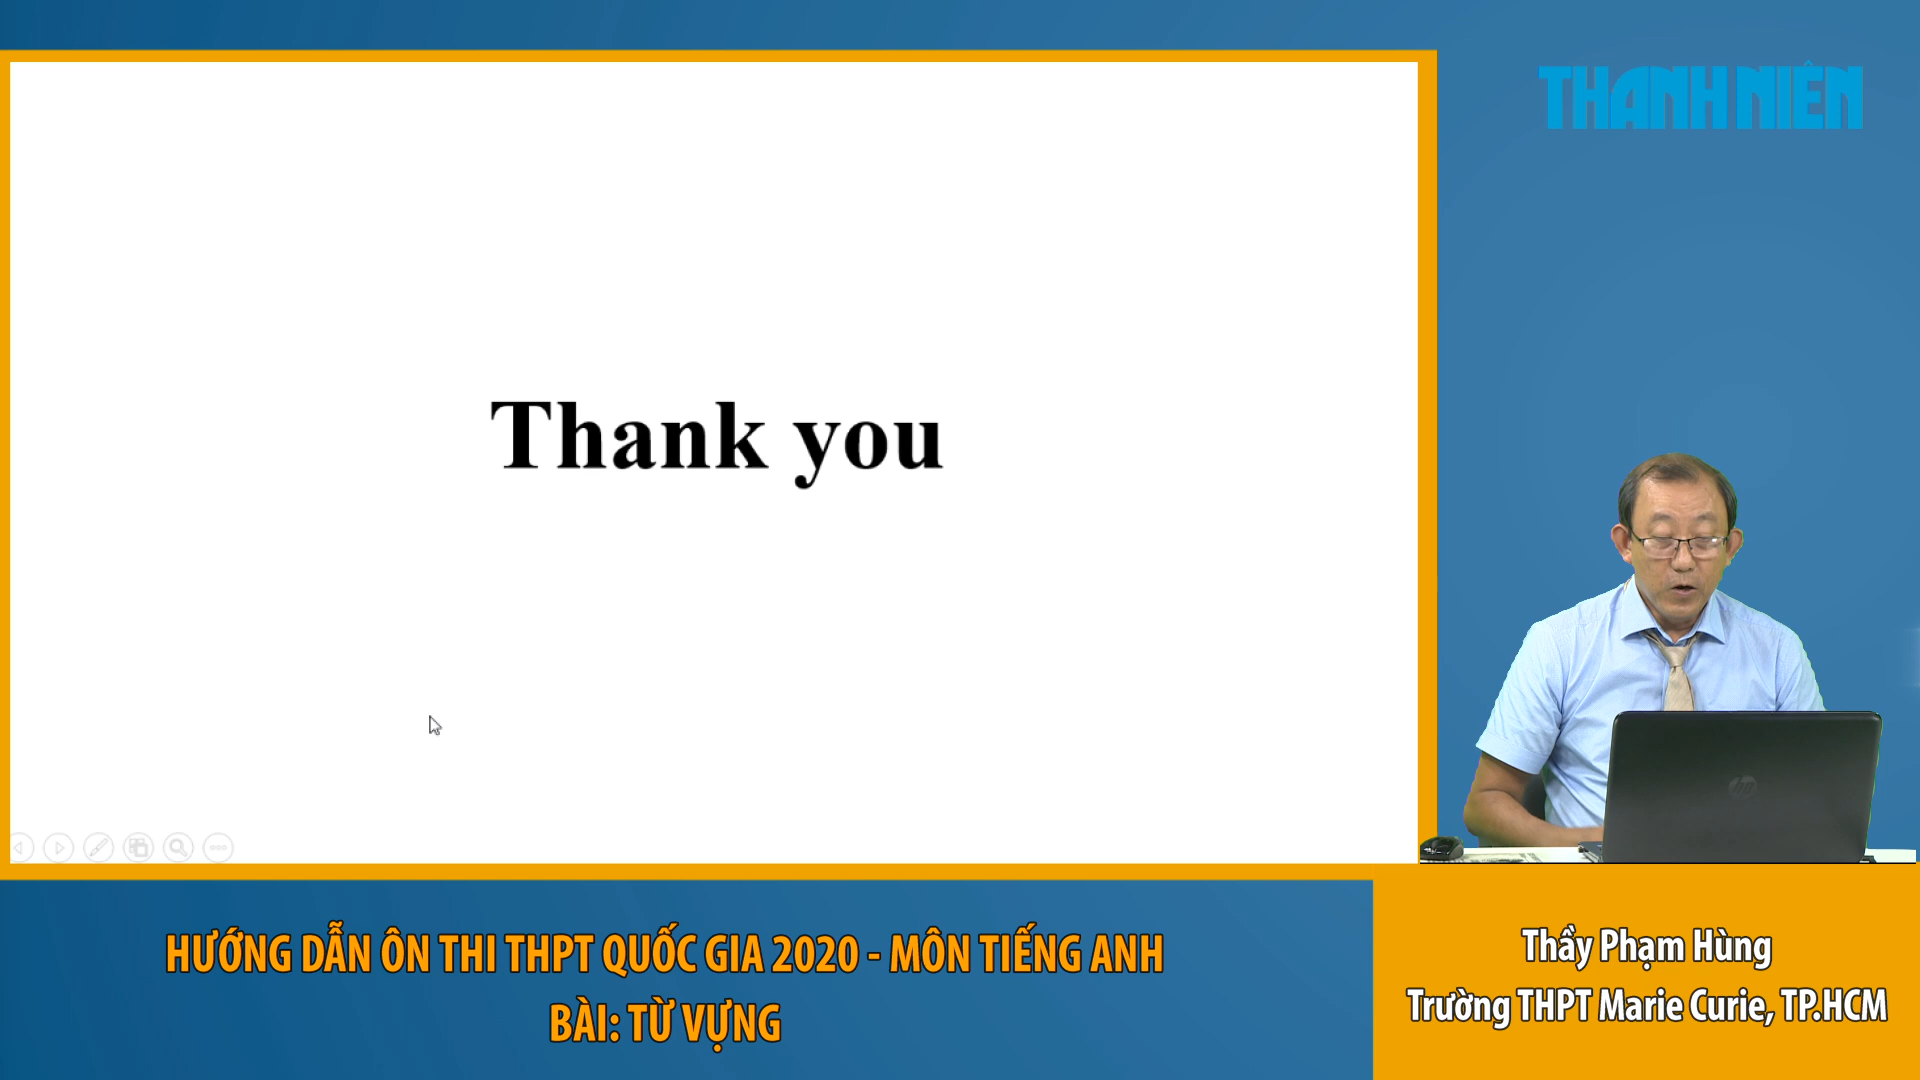 THANH NIÊN
Thank you
hp
HƯỚNG DẪN ÔN THI THPT QUỐC GIA 2020 - MÔN TIẾNG ANH
BÀI: TỪ VỰNG
Thầy Phạm Hùng
Trường THPT Marie Curie, TP.HCM